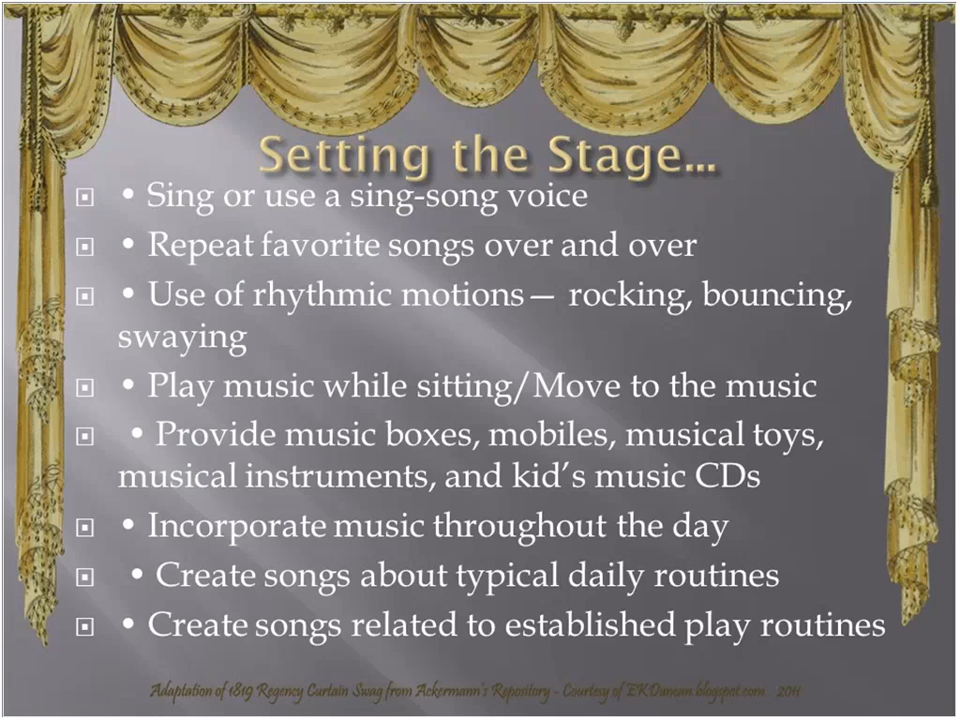 Setting the Stage...
• Sing or use a sing-song voice
• Repeat favorite songs over and over
• Use of rhythmic motions— rocking, bouncing,
swaying
• Play music while sitting/Move to the music
• Provide music boxes, mobiles, musical toys,
musical instruments, and kid's music CDs
• Incorporate music throughout the day
• Create songs about typical daily routines
• Create songs related to established play routines
Adaptation of 1819 Regency Curtain Swag from Ackermann's Repository - Courtesy of EKDuncan.blogspot.com 2011